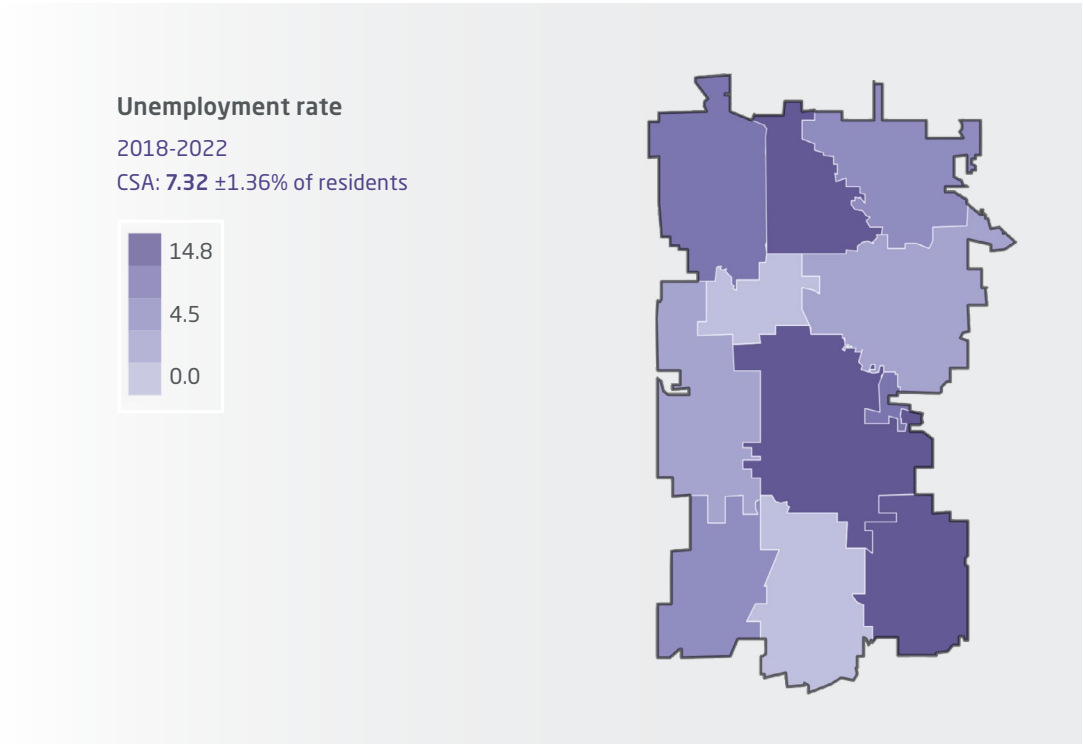 Unemployment rate
2018-2022
CSA: 7.32 ±1.36% of residents
14.8
4.5
0.0